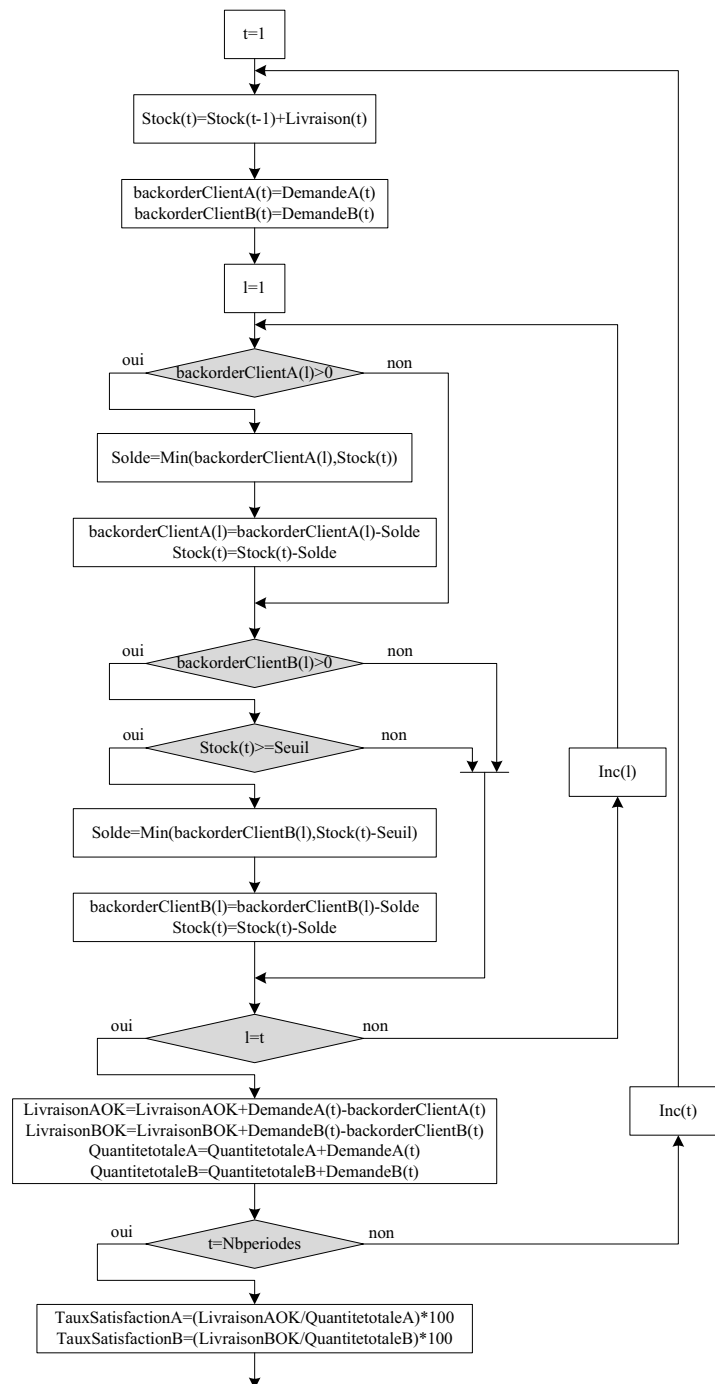 t=1
Stock(t)=Stock(t-1)+Livraison(t)
backorderClientA(t)=DemandeA(t)
backorderClientB(t)=DemandeB(t)
l=1
oui
backorderClientA(l)>0
non
Solde=Min(backorderClientA(l),Stock(t))
backorderClientA(l)=backorderClientA(l)-Solde
Stock(t)=Stock(t)-Solde
oui
backorderClientB(l)>0
non
oui
Stock(t)>=Seuil
non
Inc(l)
Solde=Min(backorderClientB(l),Stock(t)-Seuil)
backorderClientB(l)=backorderClientB(l)-Solde
Stock(t)=Stock(t)-Solde
oui
l=t
non
LivraisonAOK=LivraisonAOK+DemandeA(t)-backorderClientA(t)
LivraisonBOK=LivraisonBOK+DemandeB(t)-backorderClientB(t)
QuantitetotaleA=QuantitetotaleA+DemandeA(t)
QuantitetotaleB=QuantitetotaleB+DemandeB(t)
Inc(t)
oui
t=Nbperiodes
non
TauxSatisfactionA=(LivraisonAOK/QuantitetotaleA)*100
TauxSatisfactionB=(LivraisonBOK/QuantitetotaleB)*100